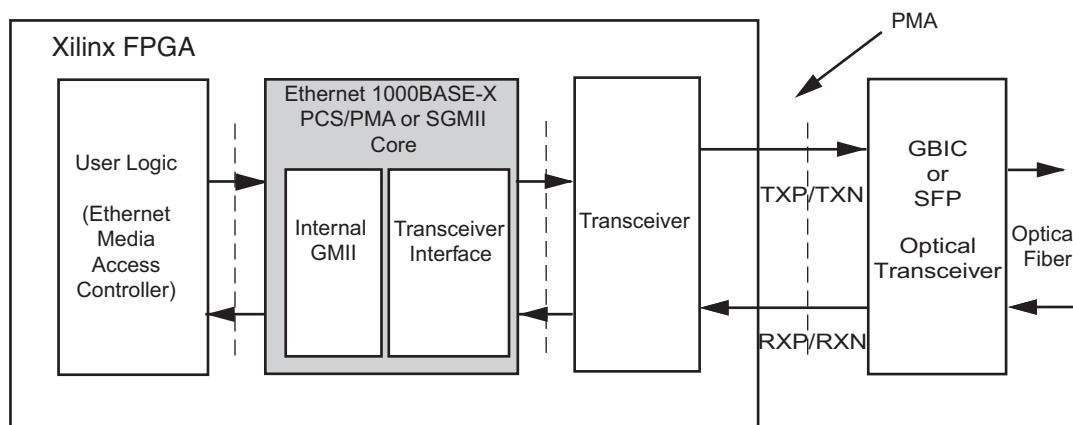 PMA
Xilinx FPGA
Ethernet 1000BASE-X
PCS/PMA or SGMII
Core
User Logic
(Ethernet
Media
Access
Controller)
Internal
GMII
Transceiver
Interface
Transceiver
TXP/TXN
RXP/RXN
GBIC
or
SFP
Optical
Transceiver
Optical
Fiber